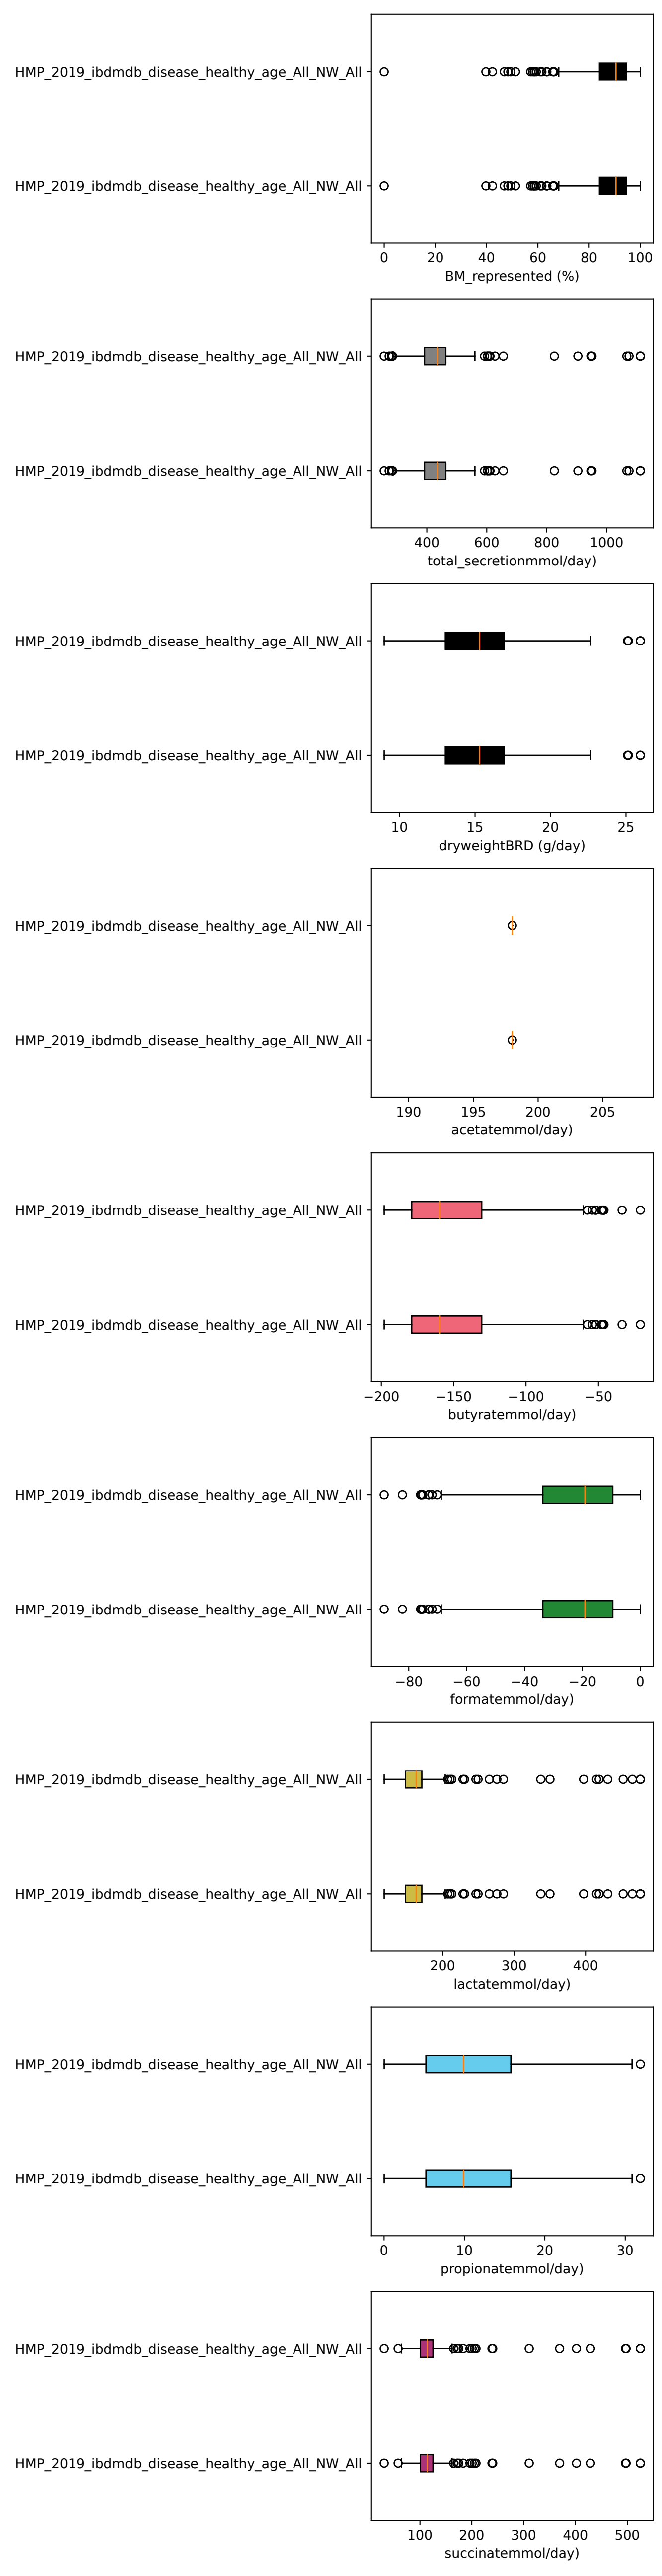 HMP_2019_ibdmdb_disease_healthy_age_All_NW_All
HMP_2019_ibdmdb_disease_healthy_age_All_NW_All
0 20 40 60 80 100
BM_represented (%)
HMP_2019_ibdmdb_disease_healthy_age_All_NW_All
HMP_2019_ibdmdb_disease_healthy_age_All_NW_All
400 600 800 1000
total_secretionmmol/day)
HMP_2019_ibdmdb_disease_healthy_age_All_NW_All
HMP_2019_ibdmdb_disease_healthy_age_All_NW_All
10 15 20 25
dryweightBRD (g/day)
HMP_2019_ibdmdb_disease_healthy_age_All_NW_All
HMP_2019_ibdmdb_disease_healthy_age_All_NW_All
190 195 200 205
acetatemmol/day)
HMP_2019_ibdmdb_disease_healthy_age_All_NW_All
HMP_2019_ibdmdb_disease_healthy_age_All_NW_All
−200 −150 −100 −50
butyratemmol/day)
HMP_2019_ibdmdb_disease_healthy_age_All_NW_All
HMP_2019_ibdmdb_disease_healthy_age_All_NW_All
−80 −60 −40 −20 0
formatemmol/day)
HMP_2019_ibdmdb_disease_healthy_age_All_NW_All
HMP_2019_ibdmdb_disease_healthy_age_All_NW_All
200 300 400
lactatemmol/day)
HMP_2019_ibdmdb_disease_healthy_age_All_NW_All
HMP_2019_ibdmdb_disease_healthy_age_All_NW_All
0 10 20 30
propionatemmol/day)
HMP_2019_ibdmdb_disease_healthy_age_All_NW_All
HMP_2019_ibdmdb_disease_healthy_age_All_NW_All
100 200 300 400 500
succinatemmol/day)